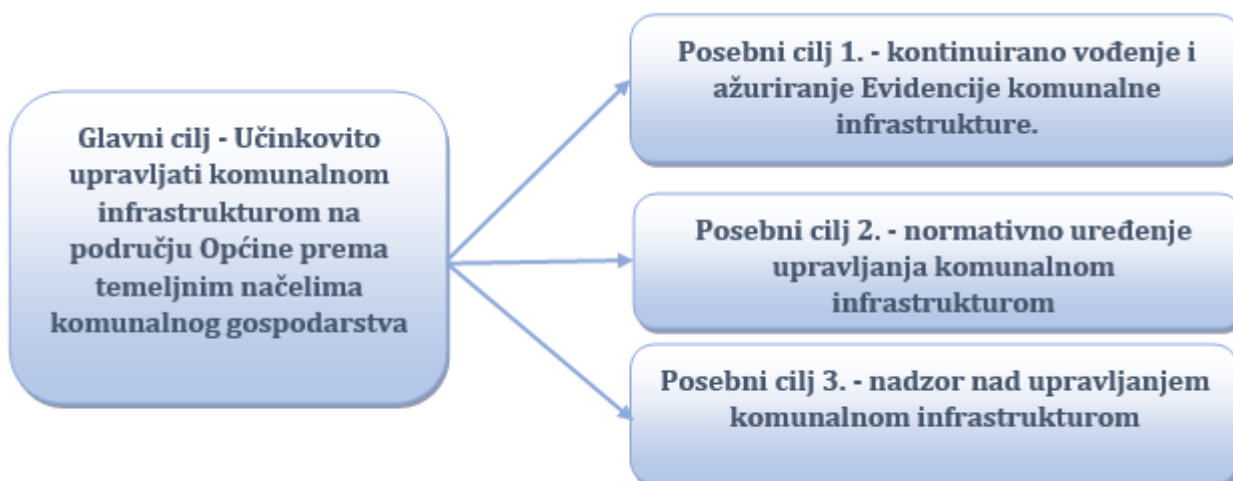 Glavni cilj - Učinkovito
upravljati komunalnom
infrastrukturom na
području Općine prema
temeljnim načelima
komunalnog gospodarstva
Posebni cilj 1. - kontinuirano vođenje i
ažuriranje Evidencije komunalne
infrastrukture.
Posebni cilj 2. - normativno uređenje
upravljanja komunalnom
infrastrukturom
Posebni cilj 3. - nadzor nad upravljanjem
komunalnom infrastrukturom